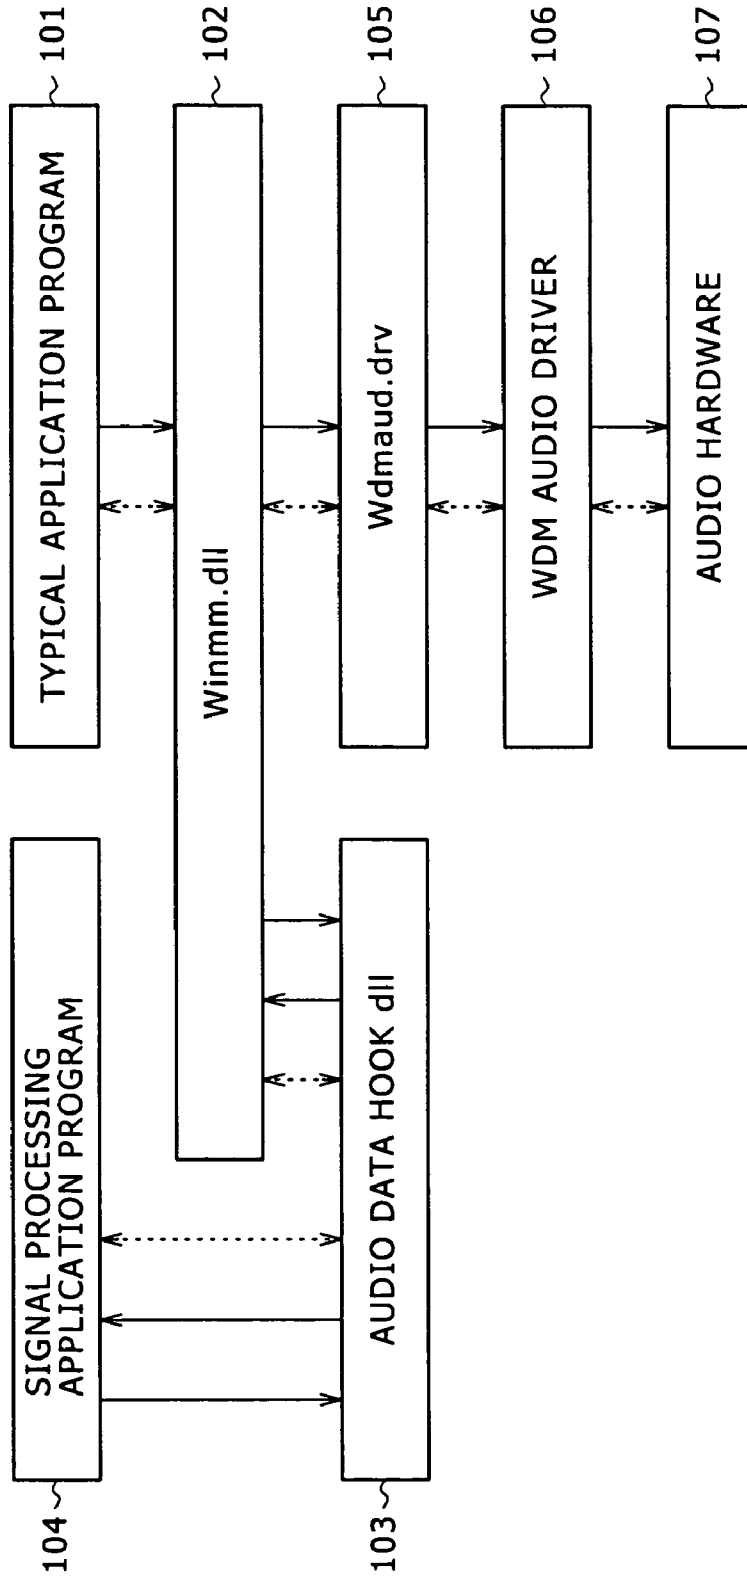 104
SIGNAL PROCESSING
APPLICATION PROGRAM
TYPICAL APPLICATION PROGRAM
101
Winmm.dll
102
103
AUDIO DATA HOOK dll
Wdmaud.drv
105
WDM AUDIO DRIVER
106
AUDIO HARDWARE
107